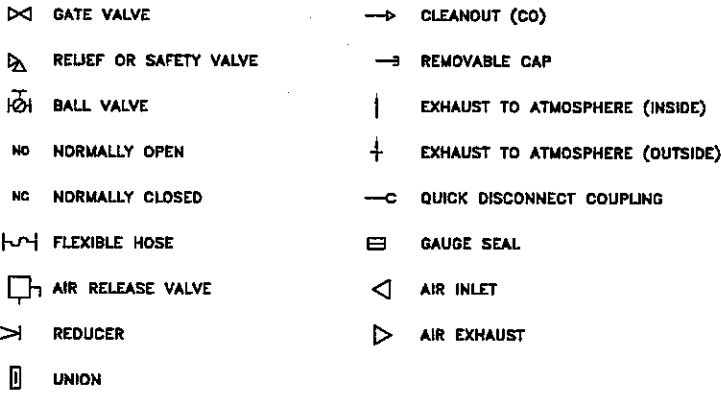 GATE VALVE
RELIEF OR SAFETY VALVE
BALL VALVE
NO NORMALLY OPEN
NC NORMALLY CLOSED
FLEXIBLE HOSE
AIR RELEASE VALVE
REDUCER
UNION
CLEANOUT (CO)
REMOVABLE CAP
EXHAUST TO ATMOSPHERE (INSIDE)
EXHAUST TO ATMOSPHERE (OUTSIDE)
QUICK DISCONNECT COUPLING
GAUGE SEAL
AIR INLET
AIR EXHAUST